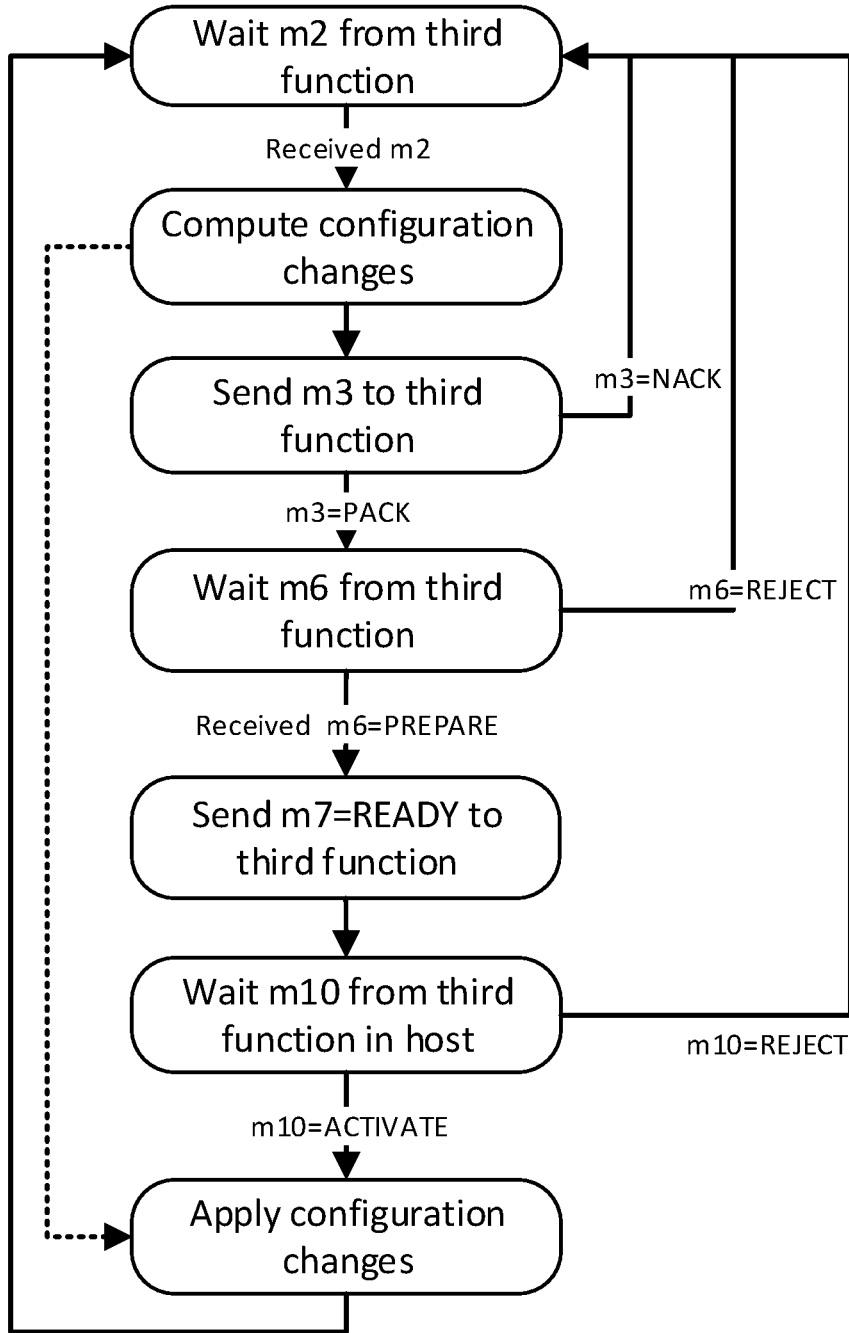 Wait m2 from third
function
Received m2
Compute configuration
changes
Send m3 to third
function
m3=NACK
m3=PACK
Wait m6 from third
function
m6=REJECT
Received  m6=PREPARE
Send m7=READY to
third function
Wait m10 from third
function in host
m10=REJECT
m10=ACTIVATE
Apply configuration
changes